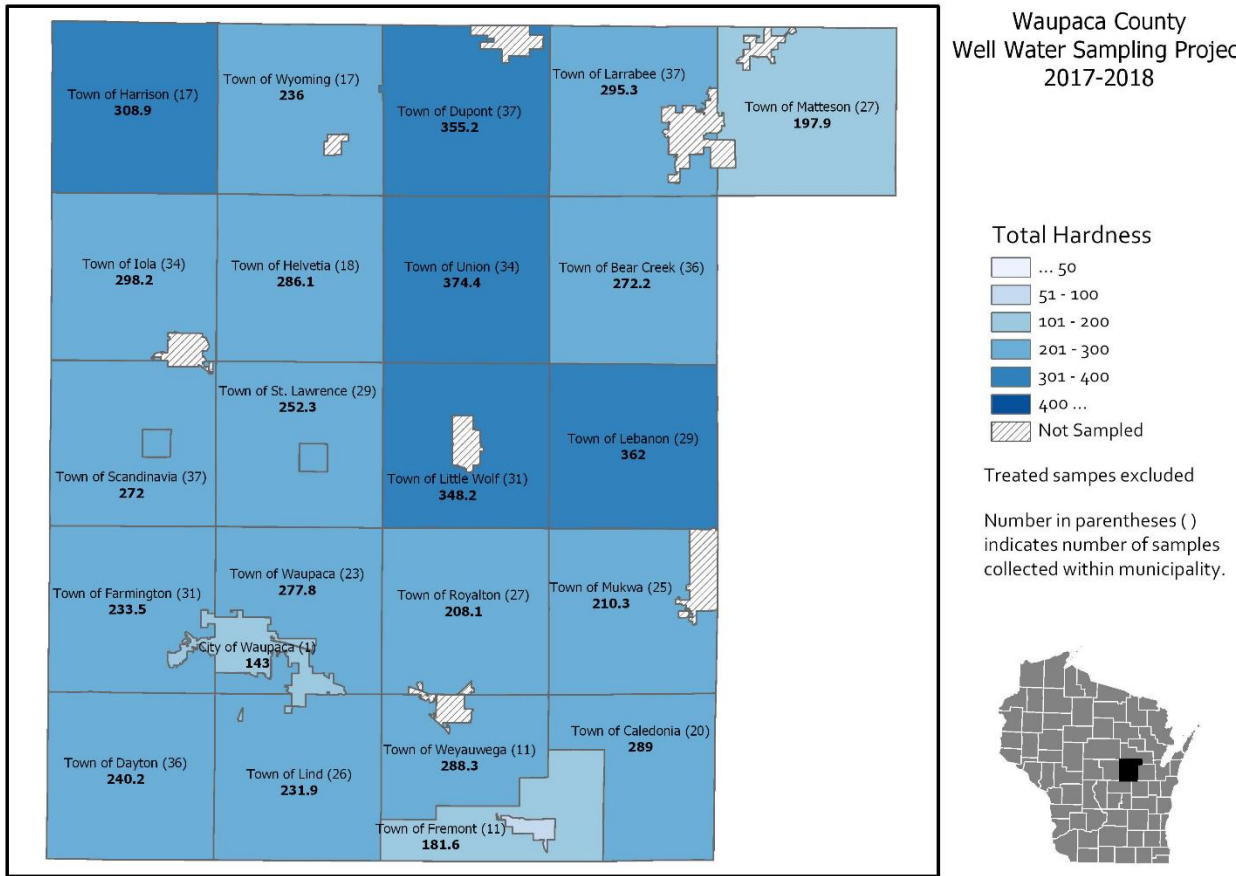 Waupaca County
Well Water Sampling Projec
2017-2018
Town of Harrison (17)
308.9
Town of Wyoming (17)
236
Town of Dupont (37)
355.2
Town of Larrabee (37)
295.3
Town of Matteson (27)
197.9
Town of Iola (34)
298.2
Town of Helvetia (18)
286.1
Town of Union (34)
374.4
Town of Bear Creek (36)
272.2
Town of Scandinavia (37)
272
Town of St. Lawrence (29)
252.3
Town of Little Wolf (31)
348.2
Town of Lebanon (29)
362
Town of Farmington (31)
233.5
Town of Waupaca (23)
277.8
City of Waupaca (1)
143
Town of Royalton (27)
208.1
Town of Mukwa (25)
210.3
Town of Dayton (36)
240.2
Town of Lind (26)
231.9
Town of Weyauwega (11)
288.3
Town of Fremont (11)
181.6
Town of Caledonia (20)
289
Total Hardness
... 50
51 - 100
101 - 200
201 - 300
301 - 400
400 ...
Not Sampled
Treated sampes excluded
Number in parentheses ( )
indicates number of samples
collected within municipality.